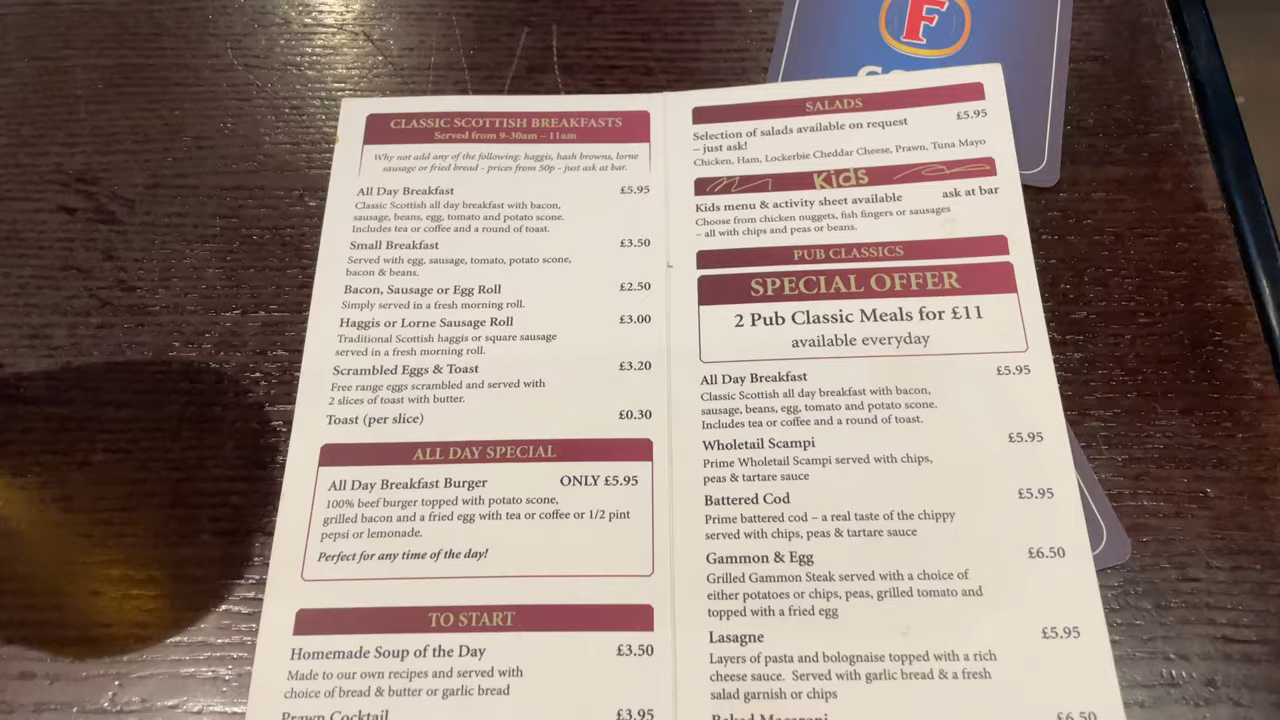 F
CLASSIC SCOTTISH BREAKFASTS
Served from 9-30am – 11am
Why not add any of the following: haggis, hash browns, lorne
sausage or fried bread - prices from 50p - just ask at bar.
All Day Breakfast £5.95
Classic Scottish all day breakfast with bacon,
sausage, beans, egg, tomato and potato scone.
Includes tea or coffee and a round of toast.
Small Breakfast £3.50
Served with egg, sausage, tomato, potato scone,
bacon & beans.
Bacon, Sausage or Egg Roll £2.50
Simply served in a fresh morning roll.
Haggis or Lorne Sausage Roll £3.00
Traditional Scottish haggis or square sausage
served in a fresh morning roll.
Scrambled Eggs & Toast £3.20
Free range eggs scrambled and served with
2 slices of toast with butter.
Toast (per slice) £0.30
ALL DAY SPECIAL
All Day Breakfast Burger ONLY £5.95
100% beef burger topped with potato scone,
grilled bacon and a fried egg with tea or coffee or 1/2 pint
pepsi or lemonade.
Perfect for any time of the day!
TO START
Homemade Soup of the Day £3.50
Made to our own recipes and served with
choice of bread & butter or garlic bread
Prawn Cocktail £3.95
SALADS
Selection of salads available on request £5.95
– just ask!
Chicken, Ham, Lockerbie Cheddar Cheese, Prawn, Tuna Mayo
Kids
Kids menu & activity sheet available ask at bar
Choose from chicken nuggets, fish fingers or sausages
– all with chips and peas or beans.
PUB CLASSICS
SPECIAL OFFER
2 Pub Classic Meals for £11
available everyday
All Day Breakfast £5.95
Classic Scottish all day breakfast with bacon,
sausage, beans, egg, tomato and potato scone.
Includes tea or coffee and a round of toast.
Wholetail Scampi £5.95
Prime Wholetail Scampi served with chips,
peas & tartare sauce
Battered Cod £5.95
Prime battered cod – a real taste of the chippy
served with chips, peas & tartare sauce
Gammon & Egg £6.50
Grilled Gammon Steak served with a choice of
either potatoes or chips, peas, grilled tomato and
topped with a fried egg
Lasagne £5.95
Layers of pasta and bolognaise topped with a rich
cheese sauce. Served with garlic bread & a fresh
salad garnish or chips
Baked Macaroni £6.50